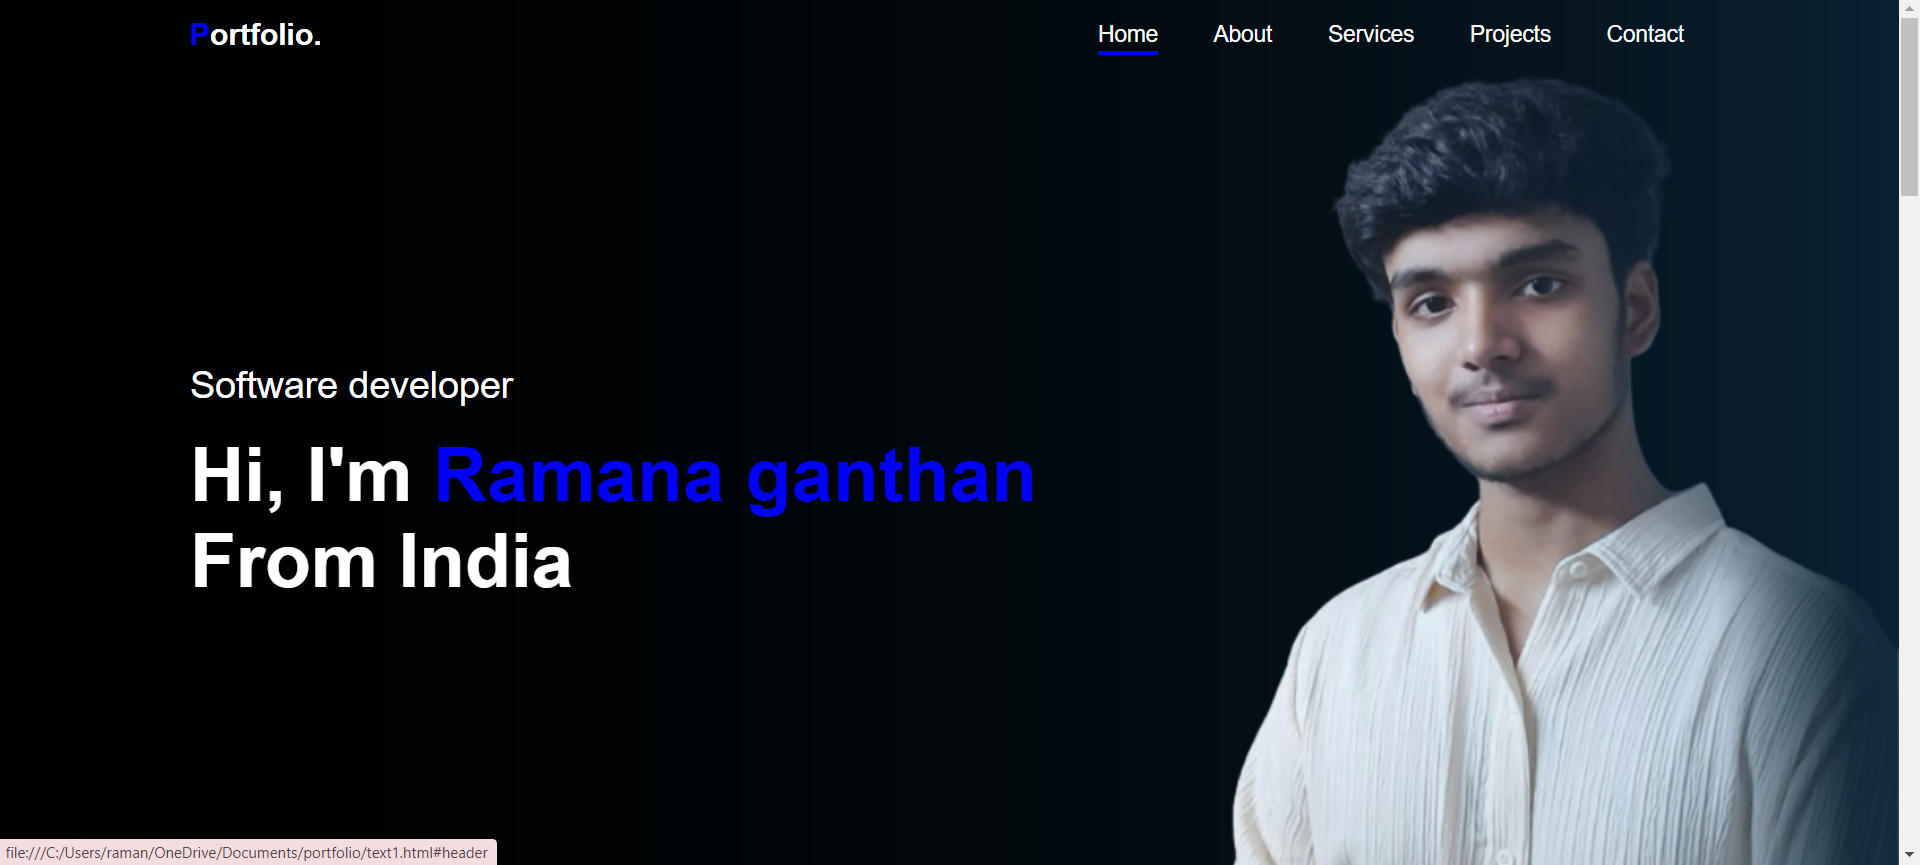 Portfolio.
Home About Services Projects Contact
Software developer
Hi, I'm Ramana ganthan
From India
file:///C:/Users/raman/OneDrive/Documents/portfolio/text1.html#header